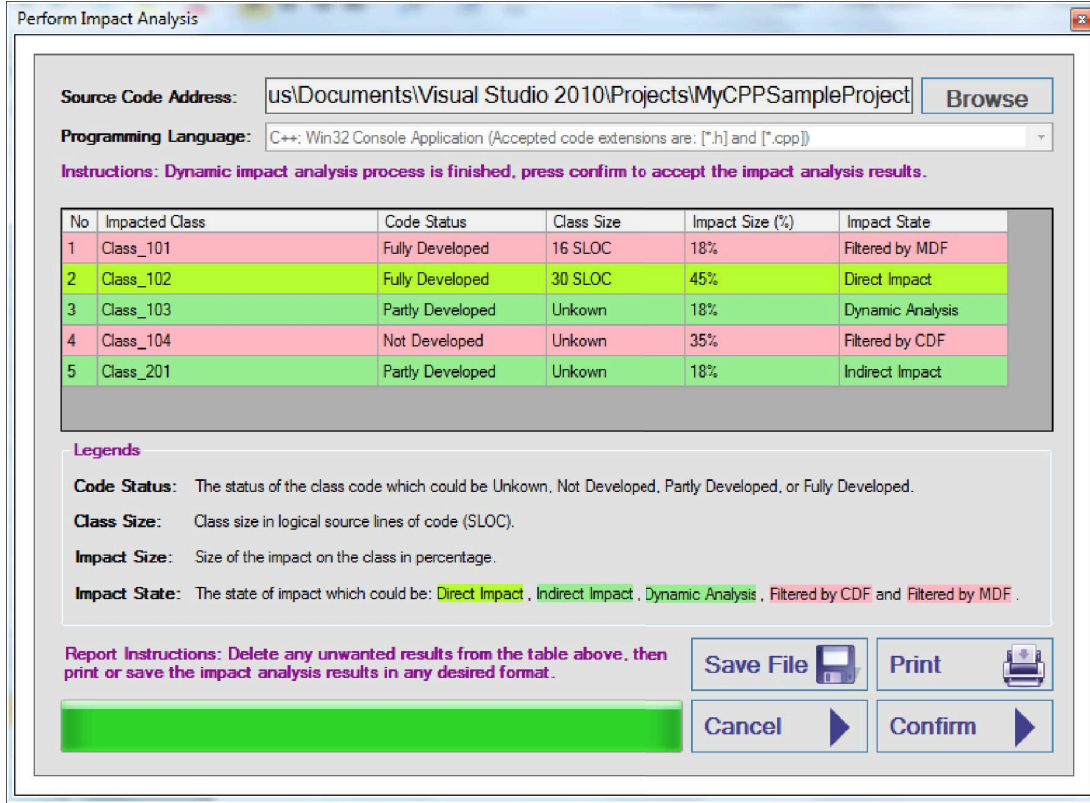 Perform Impact Analysis
Source Code Address: us\Documents\Visual Studio 2010\Projects\MyCPPSampleProject Browse
Programming Language: C++: Win32 Console Application (Accepted code extensions are: [*.h] and [*.cpp])
Instructions: Dynamic impact analysis process is finished, press confirm to accept the impact analysis results.
No Impacted Class Code Status Class Size Impact Size (%) Impact State
1 Class_101 Fully Developed 16 SLOC 18% Filtered by MDF
2 Class_102 Fully Developed 30 SLOC 45% Direct Impact
3 Class_103 Partly Developed Unkown 18% Dynamic Analysis
4 Class_104 Not Developed Unkown 35% Filtered by CDF
5 Class_201 Partly Developed Unkown 18% Indirect Impact
Legends
Code Status: The status of the class code which could be Unkown, Not Developed, Partly Developed, or Fully Developed.
Class Size: Class size in logical source lines of code (SLOC).
Impact Size: Size of the impact on the class in percentage.
Impact State: The state of impact which could be: Direct Impact , Indirect Impact , Dynamic Analysis , Filtered by CDF and Filtered by MDF .
Report Instructions: Delete any unwanted results from the table above, then
print or save the impact analysis results in any desired format.
Save File Print
Cancel Confirm